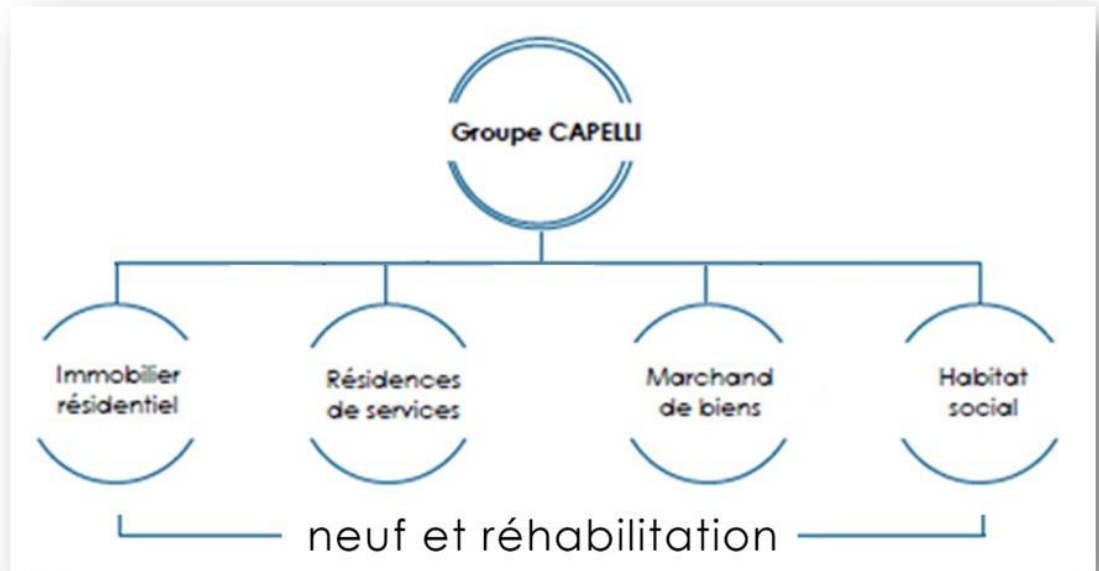 Groupe CAPELLI
Immobilier
résidentiel
Résidences
de services
Marchand
de biens
Habitat
social
neuf et réhabilitation